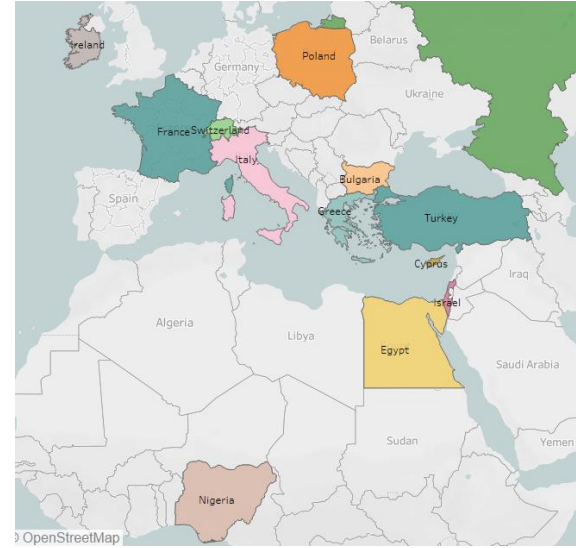 Ireland
Belarus
Poland
Germany
Ukraine
France
Switzerland
Italy
Bulgaria
Spain
Greece
Turkey
Cyprus
Iraq
Israel
Algeria
Libya
Egypt
Saudi Arabia
Sudan
Yemen
Nigeria
OpenStreetMap